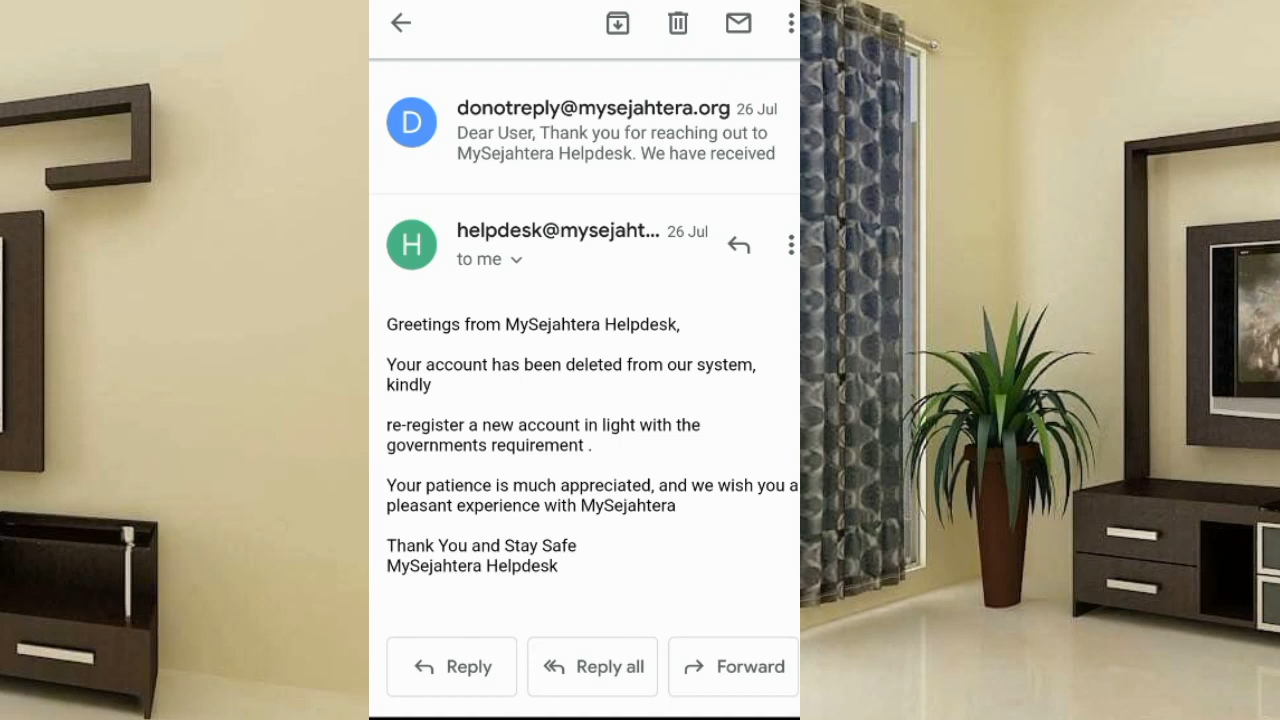 donotreply@mysejahtera.org 26 Jul
D
Dear User, Thank you for reaching out to
MySejahtera Helpdesk. We have received
helpdesk@mysejaht... 26 Jul
H
to me
Greetings from MySejahtera Helpdesk,
Your account has been deleted from our system,
kindly
re-register a new account in light with the
governments requirement .
Your patience is much appreciated, and we wish you a
pleasant experience with MySejahtera
Thank You and Stay Safe
MySejahtera Helpdesk
Reply Reply all Forward